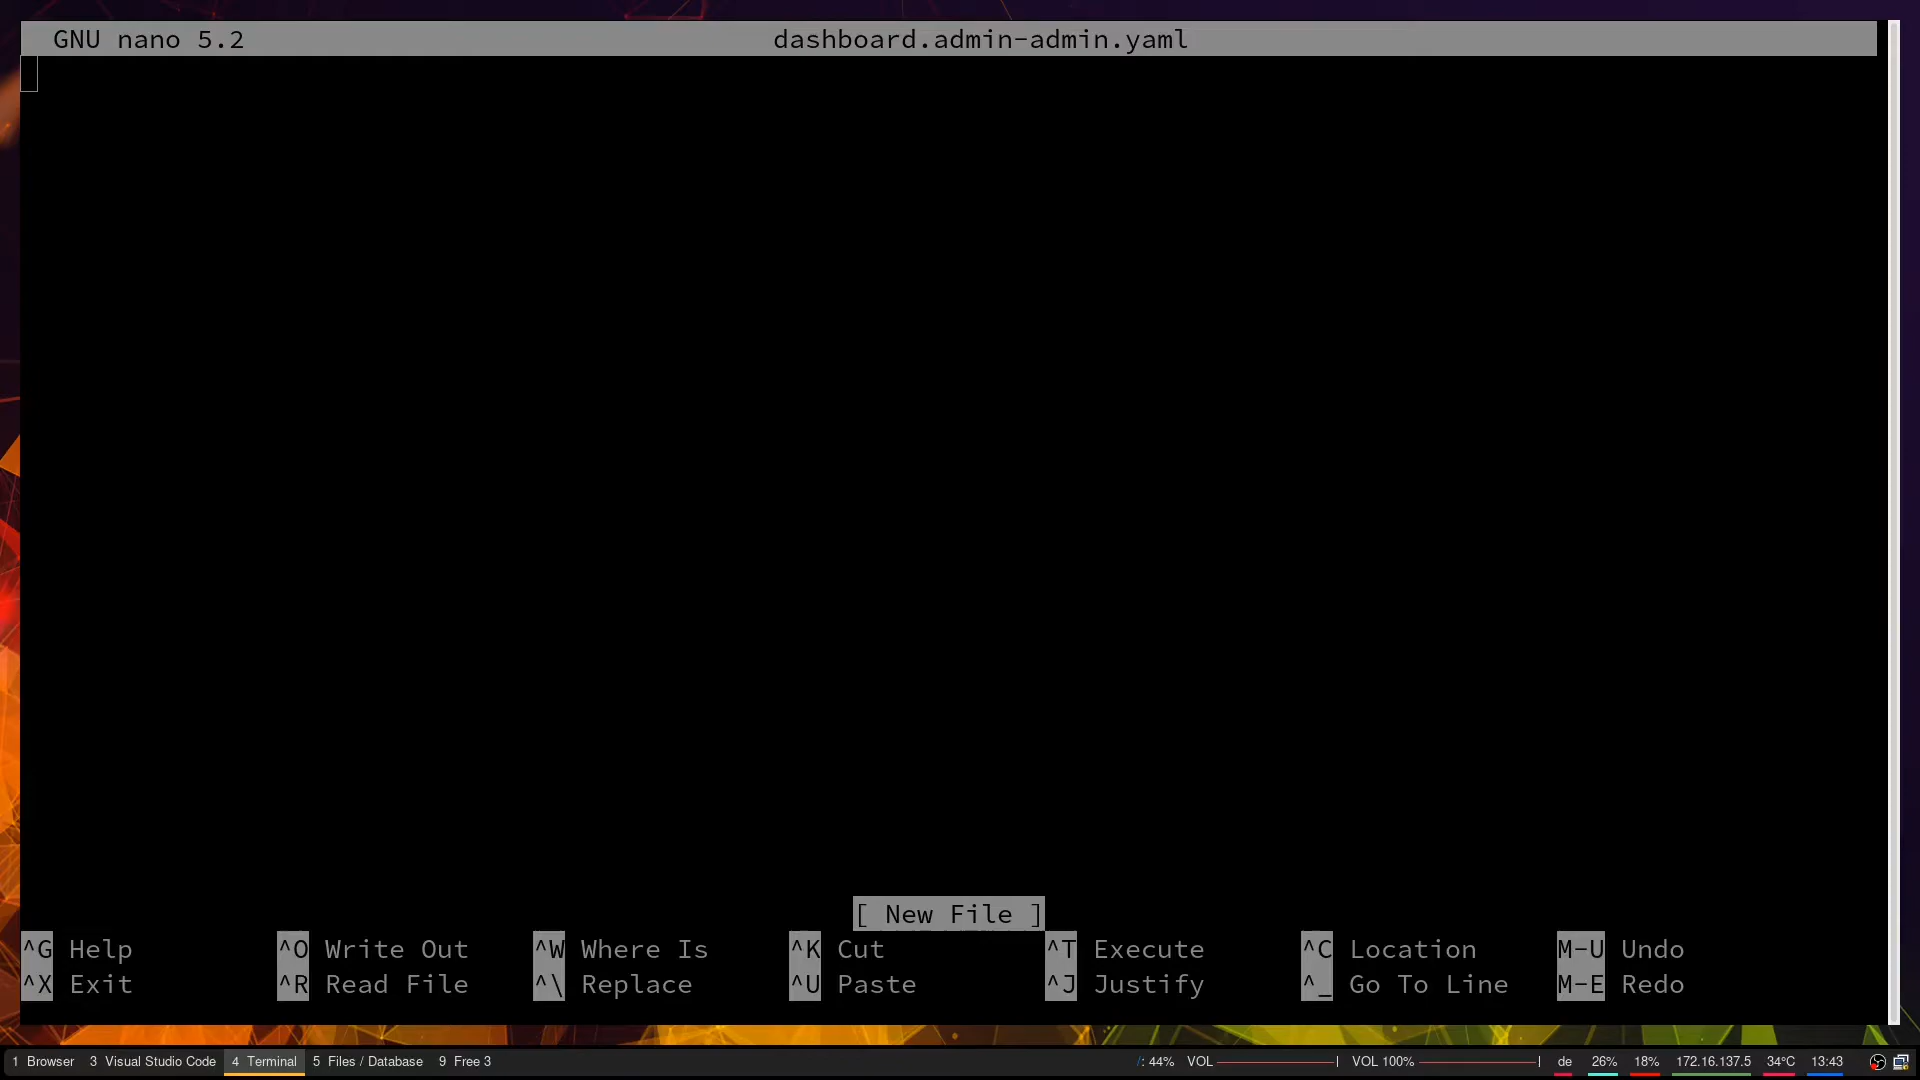 GNU nano 5.2 dashboard.admin-admin.yaml
[ New File ]
^G Help ^O Write Out ^W Where Is ^K Cut ^T Execute ^C Location M-U Undo
^X Exit ^R Read File ^\ Replace ^U Paste ^J Justify ^_ Go To Line M-E Redo
1 Browser 3 Visual Studio Code 4 Terminal 5 Files / Database 9 Free 3 /: 44% VOL VOL 100% de 26% 18% 172.16.137.5 34°C 13:43